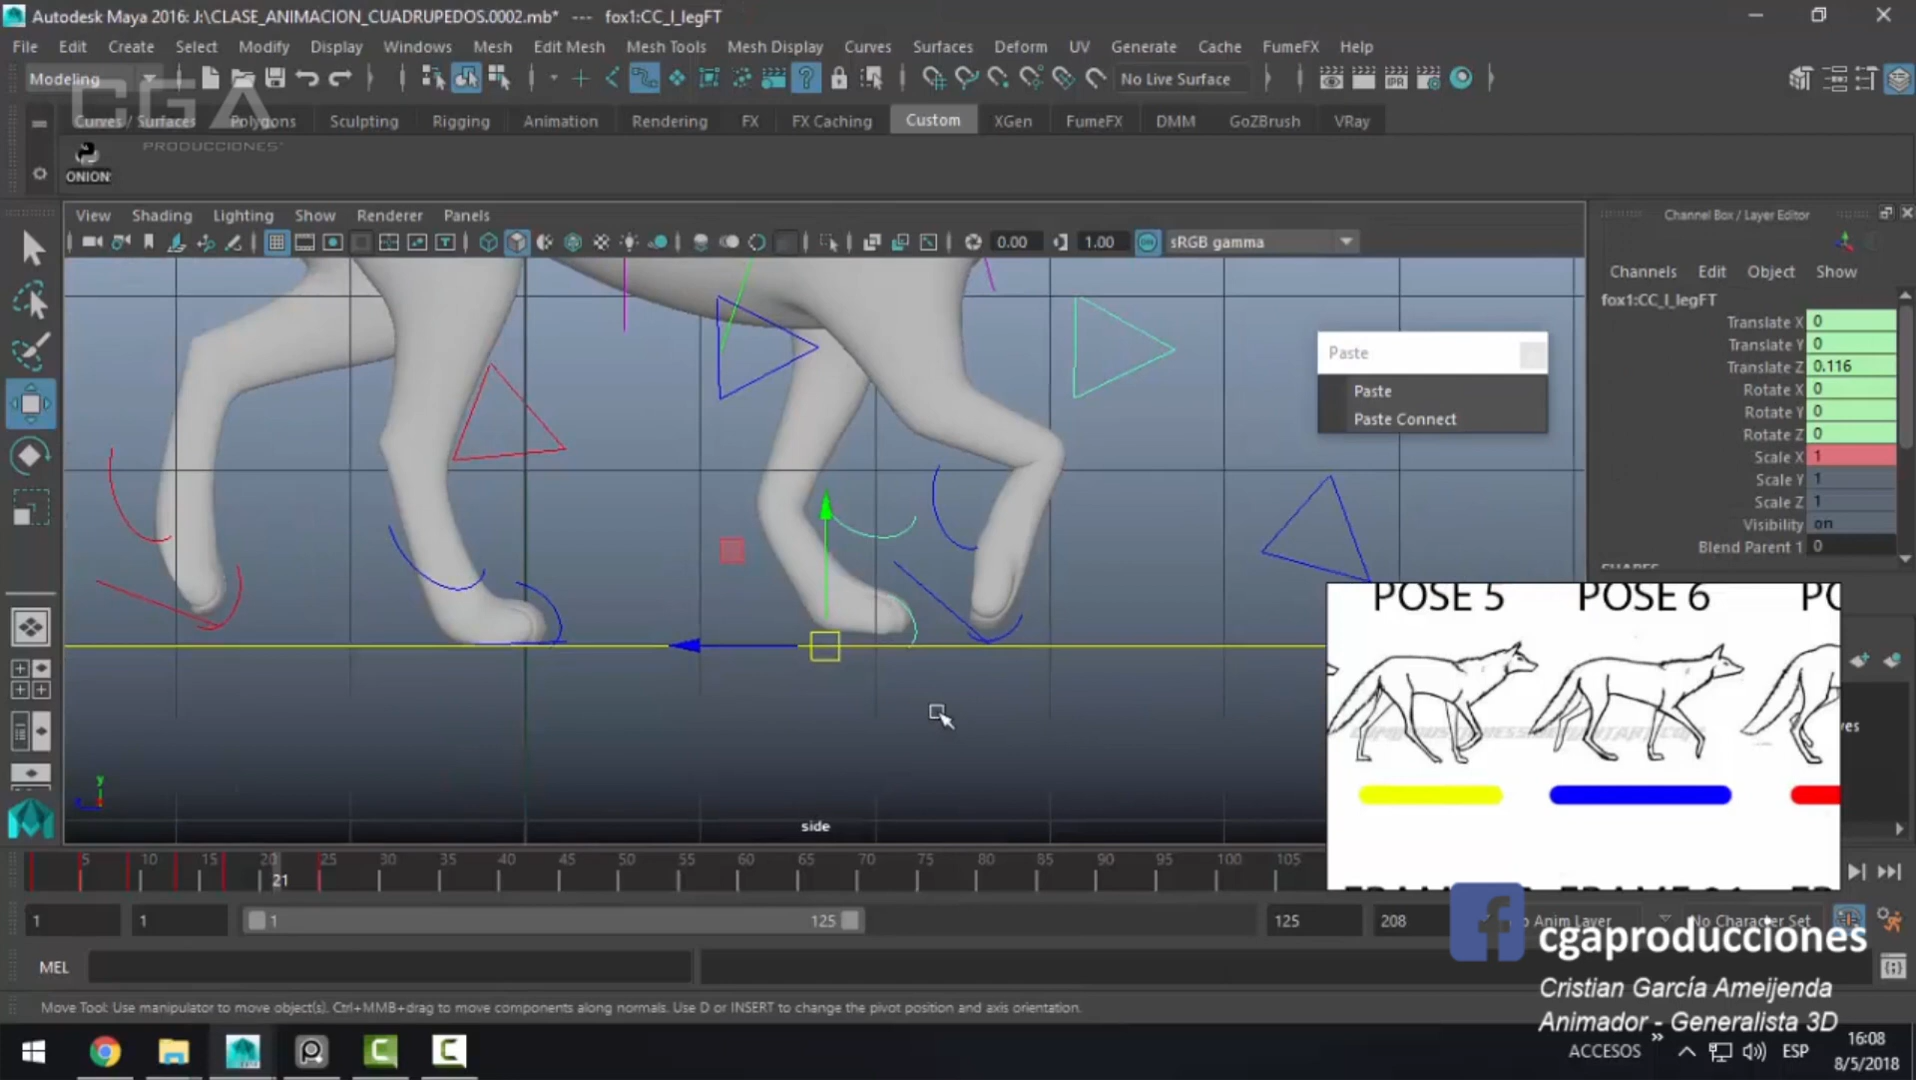 Autodesk Maya 2016: J:\CLASE_ANIMACION_CUADRUPEDOS.0002.mb* --- fox1:CC_l_legFT
File Edit Create Select Modify Display Windows Mesh Edit Mesh Mesh Tools Mesh Display Curves Surfaces Deform UV Generate Cache FumeFX Help
Modeling No Live Surface
CGA
PRODUCCIONES
Curves / Surfaces Polygons Sculpting Rigging Animation Rendering FX FX Caching Custom XGen FumeFX DMM GoZBrush VRay
ONION:
View Shading Lighting Show Renderer Panels
0.00 1.00 sRGB gamma
Channel Box / Layer Editor
Channels Edit Object Show
fox1:CC_l_legFT
Translate X 0
Translate Y 0
Translate Z 0.116
Rotate X 0
Rotate Y 0
Rotate Z 0
Scale X 1
Scale Y 1
Scale Z 1
Visibility on
Blend Parent 1 0
Paste
Paste
Paste Connect
POSE 5 POSE 6
side
y
5 10 15 20 25 30 35 40 45 50 55 60 65 70 75 80 85 90 95 100 105
21
1 1 1 125 125 208 Anim Layer No Character Set
cgaproducciones
MEL
Cristian García Ameijenda
Animador - Generalista 3D
Move Tool: Use manipulator to move object(s). Ctrl+MMB+drag to move components along normals. Use D or INSERT to change the pivot position and axis orientation.
ACCESOS » ESP 16:08
8/5/2018